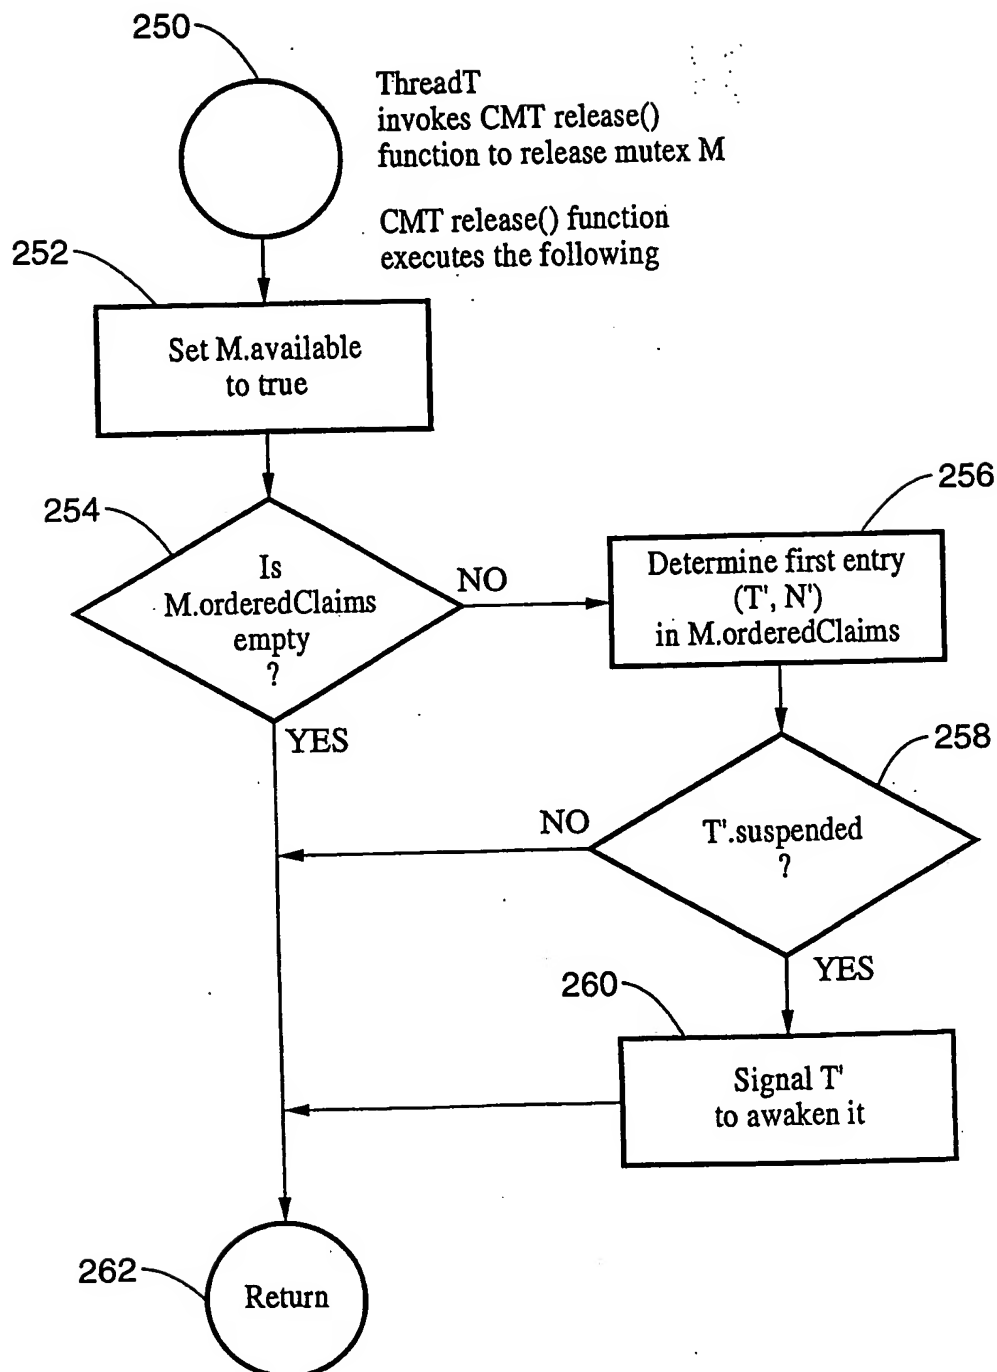 250
ThreadT
invokes CMT release()
function to release mutex M
CMT release() function
executes the following
252
Set M.available
to true
254
Is
M.orderedClaims
empty
?
NO
YES
256
Determine first entry
(T', N')
in M.orderedClaims
258
T'.suspended
?
NO
YES
260
Signal T'
to awaken it
262
Return